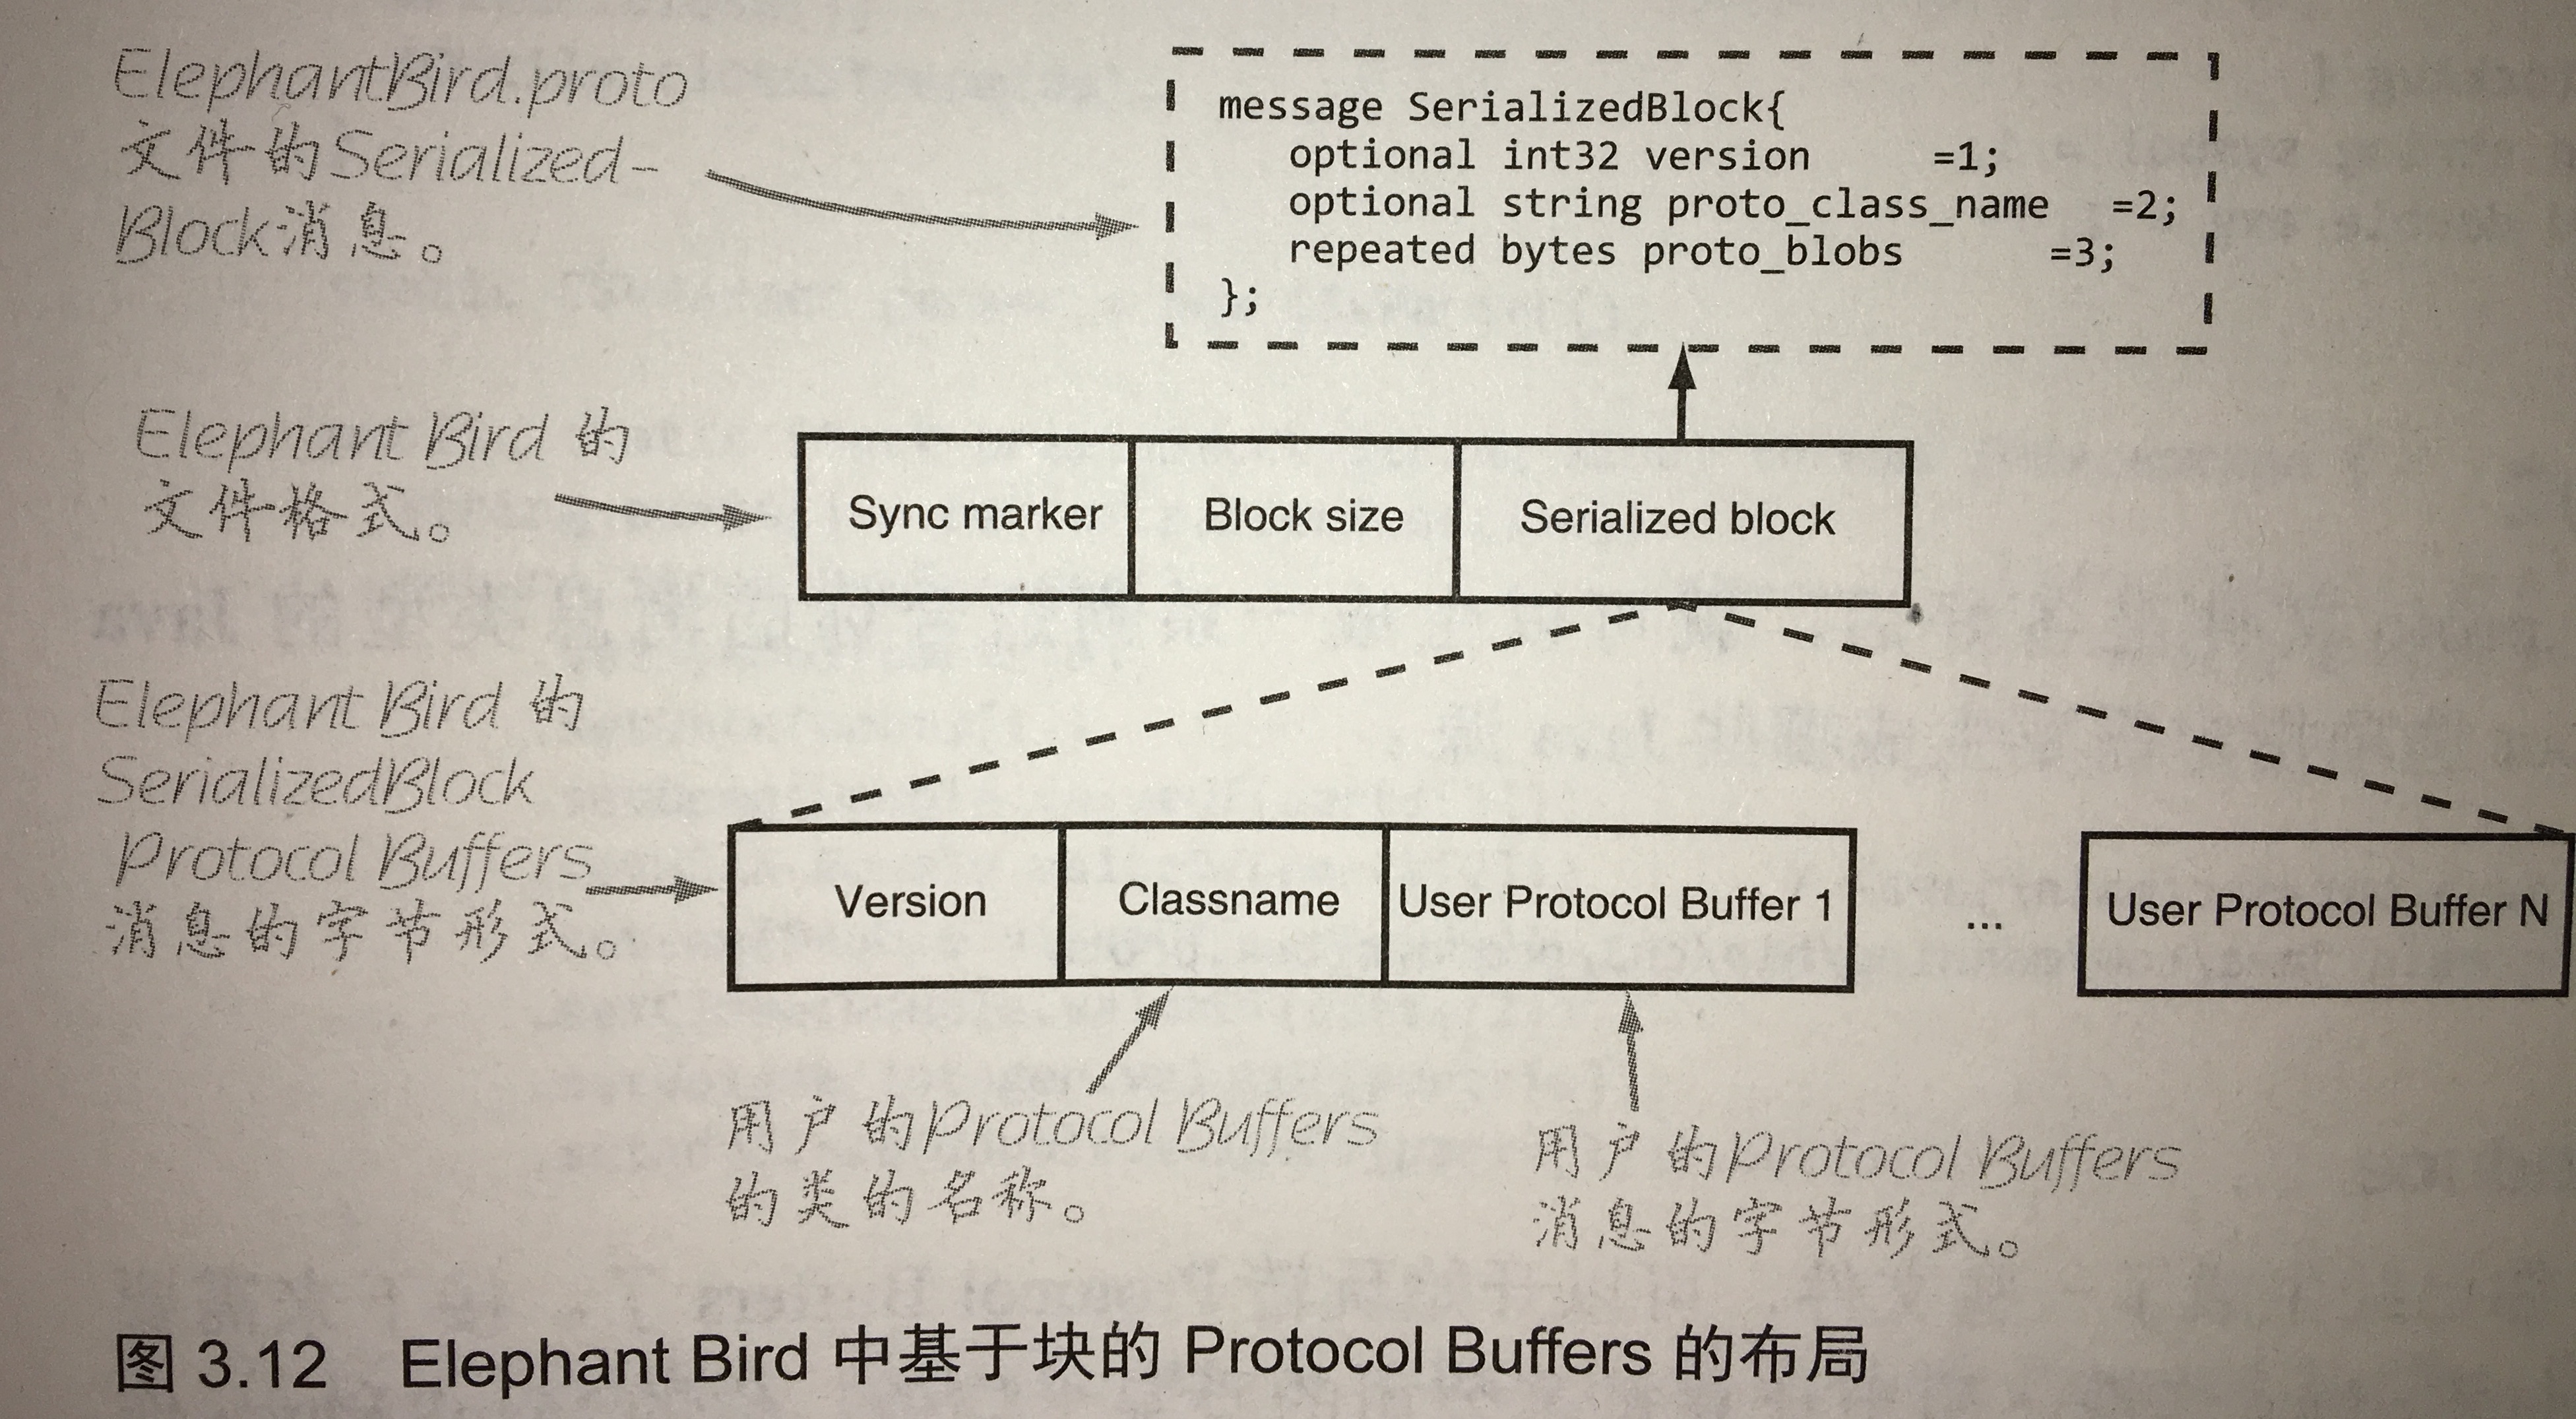 ElephantBird.proto
文件的Serialized-
Block消息。
message SerializedBlock{
optional int32 version =1;
optional string proto_class_name =2;
repeated bytes proto_blobs =3;
};
Elephant Bird 的
文件格式。
Sync marker
Block size
Serialized block
Elephant Bird 的
SerializedBlock
Protocol Buffers
消息的字节形式。
Version
Classname
User Protocol Buffer 1
...
User Protocol Buffer N
用户的Protocol Buffers
的类的名称。
用户的Protocol Buffers
消息的字节形式。
图 3.12 Elephant Bird 中基于块的 Protocol Buffers 的布局